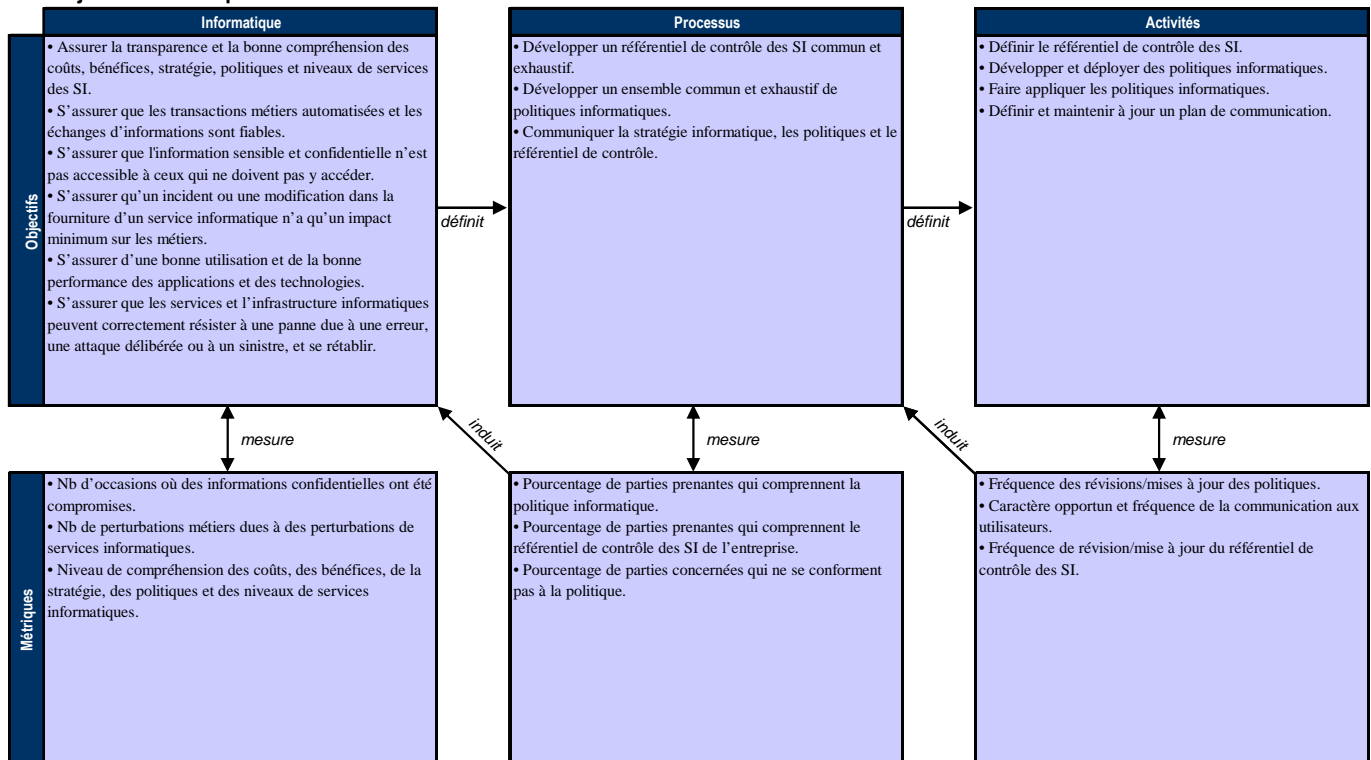 Informatique
Processus
Activités
Objectifs
• Assurer la transparence et la bonne compréhension des
coûts, bénéfices, stratégie, politiques et niveaux de services
des SI.
• S’assurer que les transactions métiers automatisées et les
échanges d’informations sont fiables.
• S’assurer que l'information sensible et confidentielle n’est
pas accessible à ceux qui ne doivent pas y accéder.
• S’assurer qu’un incident ou une modification dans la
fourniture d’un service informatique n’a qu’un impact
minimum sur les métiers.
• S’assurer d’une bonne utilisation et de la bonne
performance des applications et des technologies.
• S’assurer que les services et l’infrastructure informatiques
peuvent correctement résister à une panne due à une erreur,
une attaque délibérée ou à un sinistre, et se rétablir.
définit
• Développer un référentiel de contrôle des SI commun et
exhaustif.
• Développer un ensemble commun et exhaustif de
politiques informatiques.
• Communiquer la stratégie informatique, les politiques et le
référentiel de contrôle.
définit
• Définir le référentiel de contrôle des SI.
• Développer et déployer des politiques informatiques.
• Faire appliquer les politiques informatiques.
• Définir et maintenir à jour un plan de communication.
mesure
induit
mesure
induit
mesure
Métriques
• Nb d’occasions où des informations confidentielles ont été
compromises.
• Nb de perturbations métiers dues à des perturbations de
services informatiques.
• Niveau de compréhension des coûts, des bénéfices, de la
stratégie, des politiques et des niveaux de services
informatiques.
• Pourcentage de parties prenantes qui comprennent la
politique informatique.
• Pourcentage de parties prenantes qui comprennent le
référentiel de contrôle des SI de l’entreprise.
• Pourcentage de parties concernées qui ne se conforment
pas à la politique.
• Fréquence des révisions/mises à jour des politiques.
• Caractère opportun et fréquence de la communication aux
utilisateurs.
• Fréquence de révision/mise à jour du référentiel de
contrôle des SI.